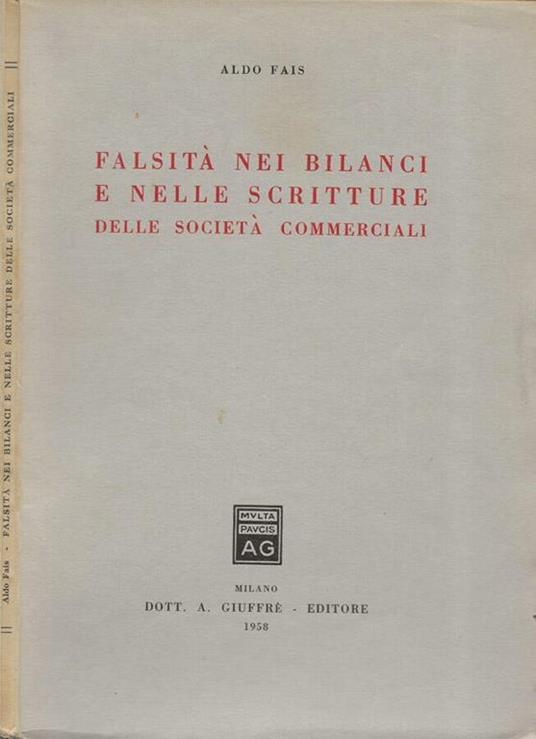 ALDO FAIS
FALSITÀ NEI BILANCI
E NELLE SCRITTURE
DELLE SOCIETÀ COMMERCIALI
MVLTA
PAVCIS
AG
MILANO
DOTT. A. GIUFFRÈ - EDITORE
1958
Aldo Fais - FALSITÀ NEI BILANCI E NELLE SCRITTURE DELLE SOCIETÀ COMMERCIALI